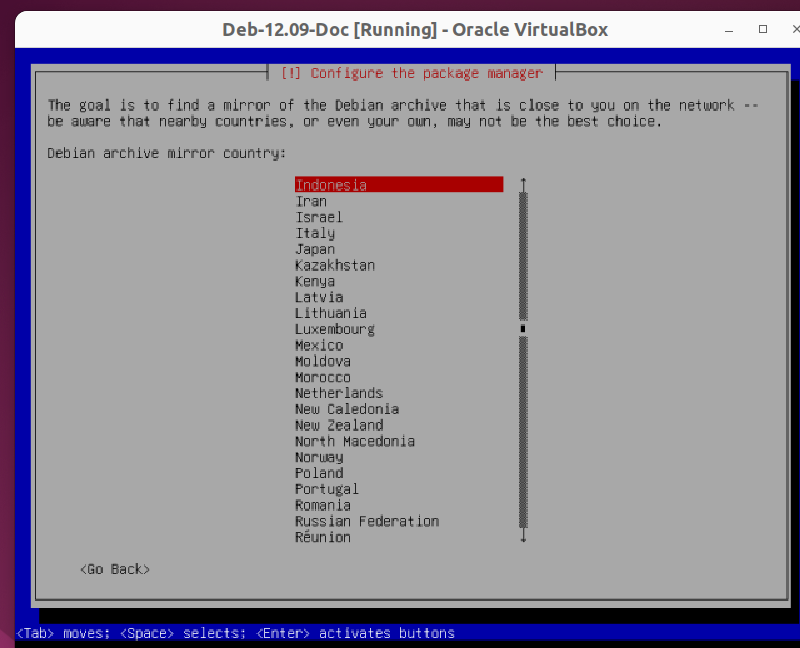 Deb-12.09-Doc [Running] - Oracle VirtualBox
[!] Configure the package manager
The goal is to find a mirror of the Debian archive that is close to you on the network --
be aware that nearby countries, or even your own, may not be the best choice.
Debian archive mirror country:
Indonesia
Iran
Israel
Italy
Japan
Kazakhstan
Kenya
Latvia
Lithuania
Luxembourg
Mexico
Moldova
Morocco
Netherlands
New Caledonia
New Zealand
North Macedonia
Norway
Poland
Portugal
Romania
Russian Federation
Réunion
<Go Back>
<Tab> moves; <Space> selects; <Enter> activates buttons